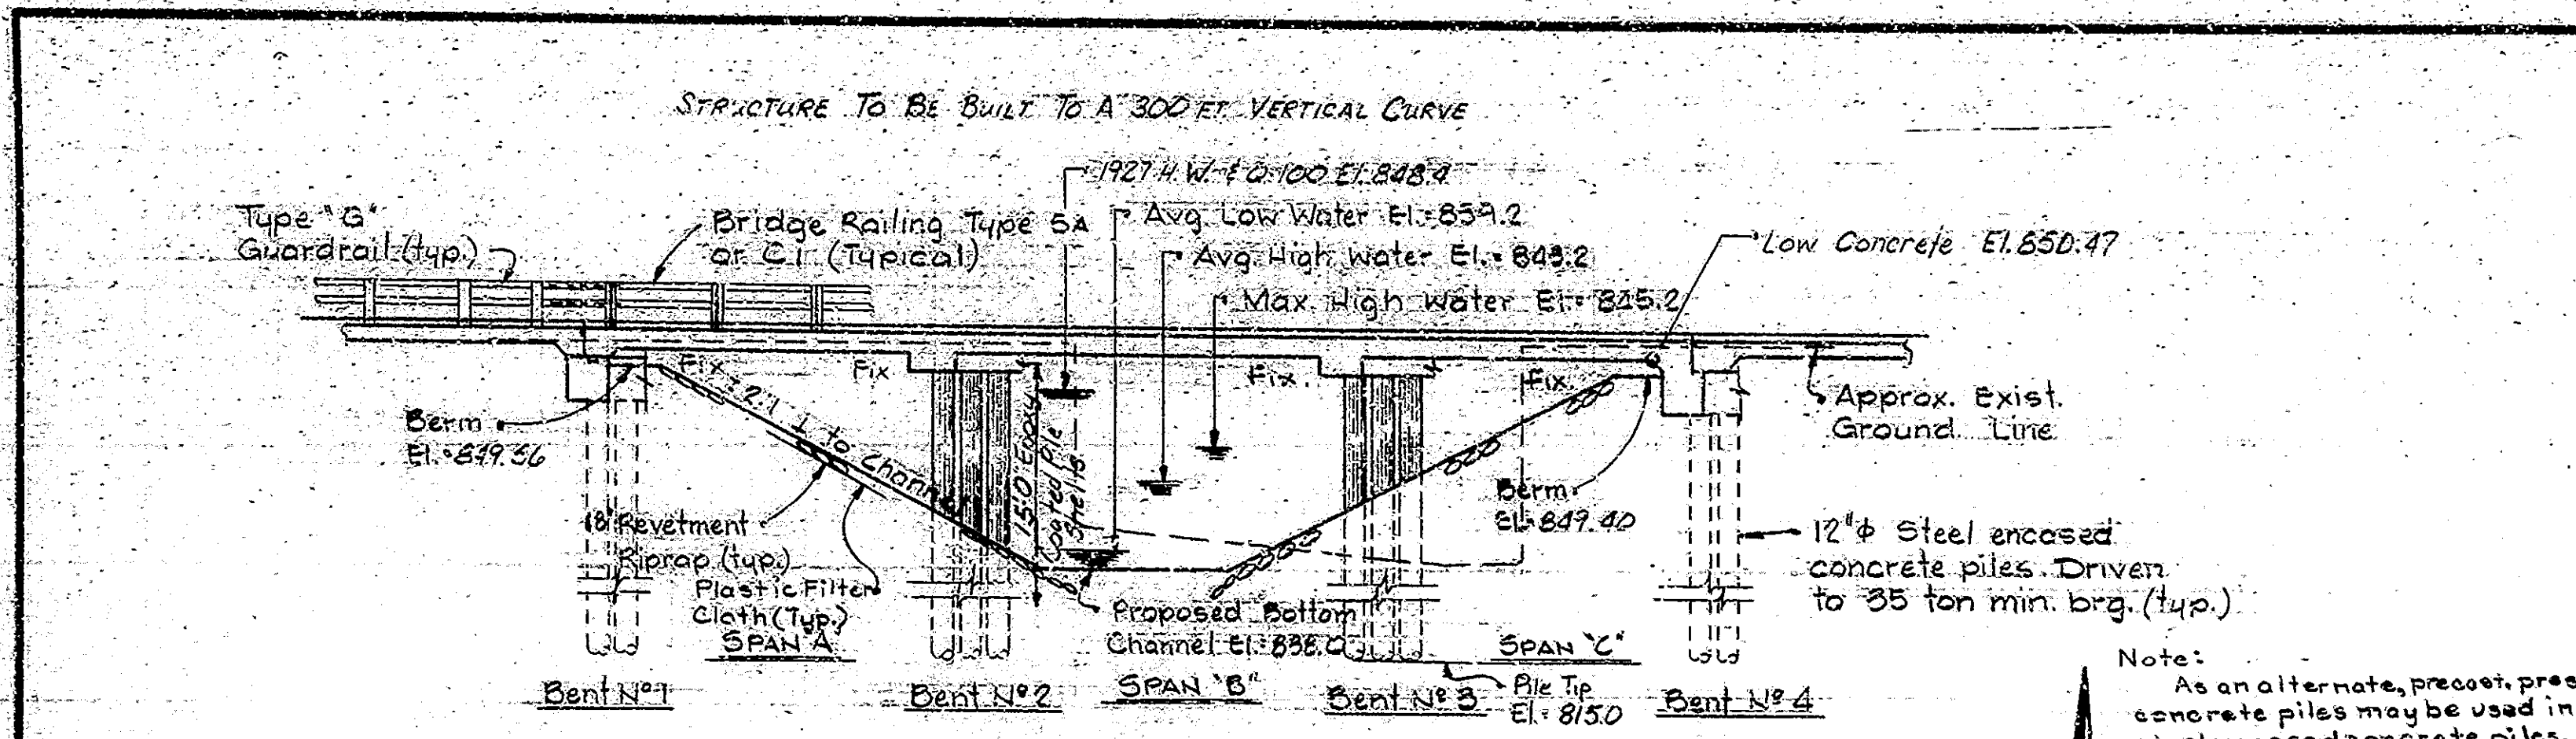 STRUCTURE TO BE BUILT TO A 300 FT. VERTICAL CURVE
1927 H.W. & Q-100 El. 848.4
Type "G"
Guardrail (typ.)
Bridge Railing Type 5A
or C1 (Typical)
Avg. Low Water El.=839.2
Avg. High Water El.=843.2
Max. High Water El.=845.2
Low Concrete El. 850.47
Fix
Fix
Fix.
Fix.
2:1 ⊥ to Channel
15'-0 Epoxy
Coated Pile
Shells
Berm
El.=849.56
Berm
El.=849.40
Approx. Exist.
Ground Line
18" Revetment
Riprap (typ.)
Plastic Filter
Cloth (Typ.)
SPAN "A"
Proposed Bottom
Channel El.=838.0
SPAN "B"
SPAN "C"
12"ϕ Steel encased
concrete piles. Driven
to 35 ton min. brg. (typ.)
Bent Nº 1
Bent Nº 2
Bent Nº 3
Pile Tip
El.=815.0
Bent Nº 4
Note:
As an alternate, precast, pres
concrete piles may be used in
concrete piles.